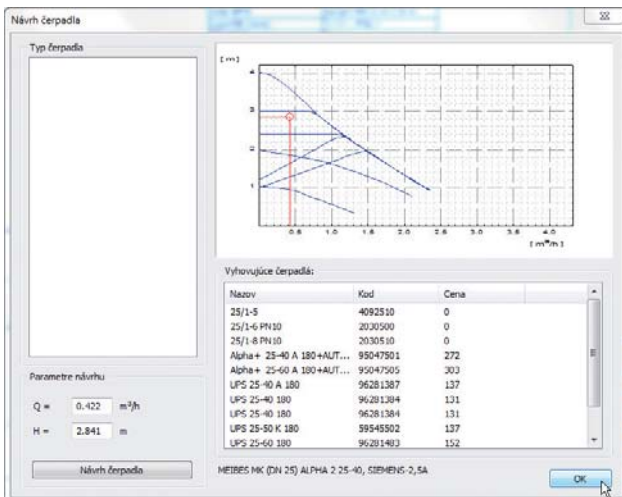 Návrh čerpadla
Typ čerpadla
[m]
4
3
2
1
0.5 1.0 1.5 2.0 2.5 3.0 3.5 4.0
[m³/h]
Vyhovujúce čerpadlá:
Nazov Kod Cena
25/1-5 4092510 0
25/1-6 PN10 2030500 0
25/1-8 PN10 2030510 0
Alpha+ 25-40 A 180+AUT... 95047501 272
Alpha+ 25-60 A 180+AUT... 95047505 303
UPS 25-40 A 180 96281387 137
UPS 25-40 180 96281384 131
UPS 25-40 180 96281384 131
UPS 25-50 K 180 59545502 137
UPS 25-60 180 96281483 152
Parametre návrhu
Q = 0.422 m³/h
H = 2.841 m
Návrh čerpadla
MEIBES MK (DN 25) ALPHA 2 25-40, SIEMENS-2,5A
OK